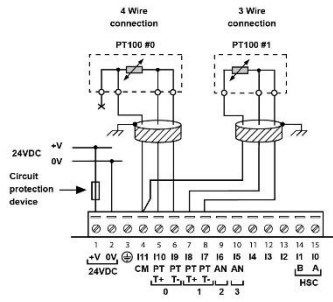 4 Wire connection
3 Wire connection
PT100 #0
PT100 #1
24VDC
+V
0V
Circuit protection device
1 2 3 4 5 6 7 8 9 10 11 12 13 14 15
+V 0V I11 I10 I9 I8 I7 I6 I5 I4 I3 I2 I1 I0
24VDC CM PT PT PT PT AN AN B A
T+ T- T+ T- HSC
0 1 2 3